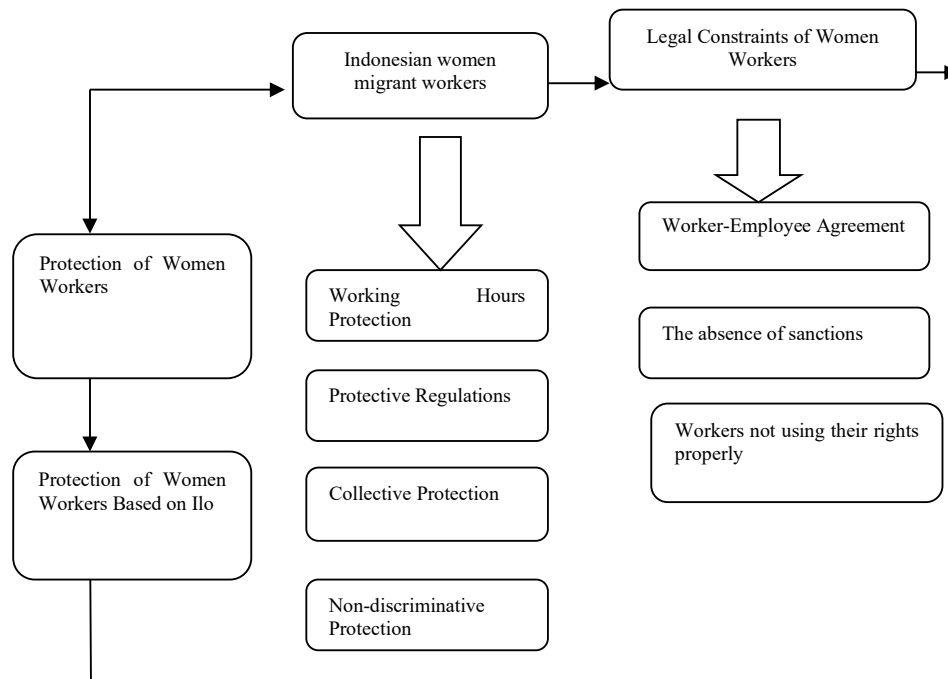 Indonesian women
migrant workers
Legal Constraints of Women
Workers
Protection of Women
Workers
Protection of Women
Workers Based on Ilo
Working Hours
Protection
Protective Regulations
Collective Protection
Non-discriminative
Protection
Worker-Employee Agreement
The absence of sanctions
Workers not using their rights
properly